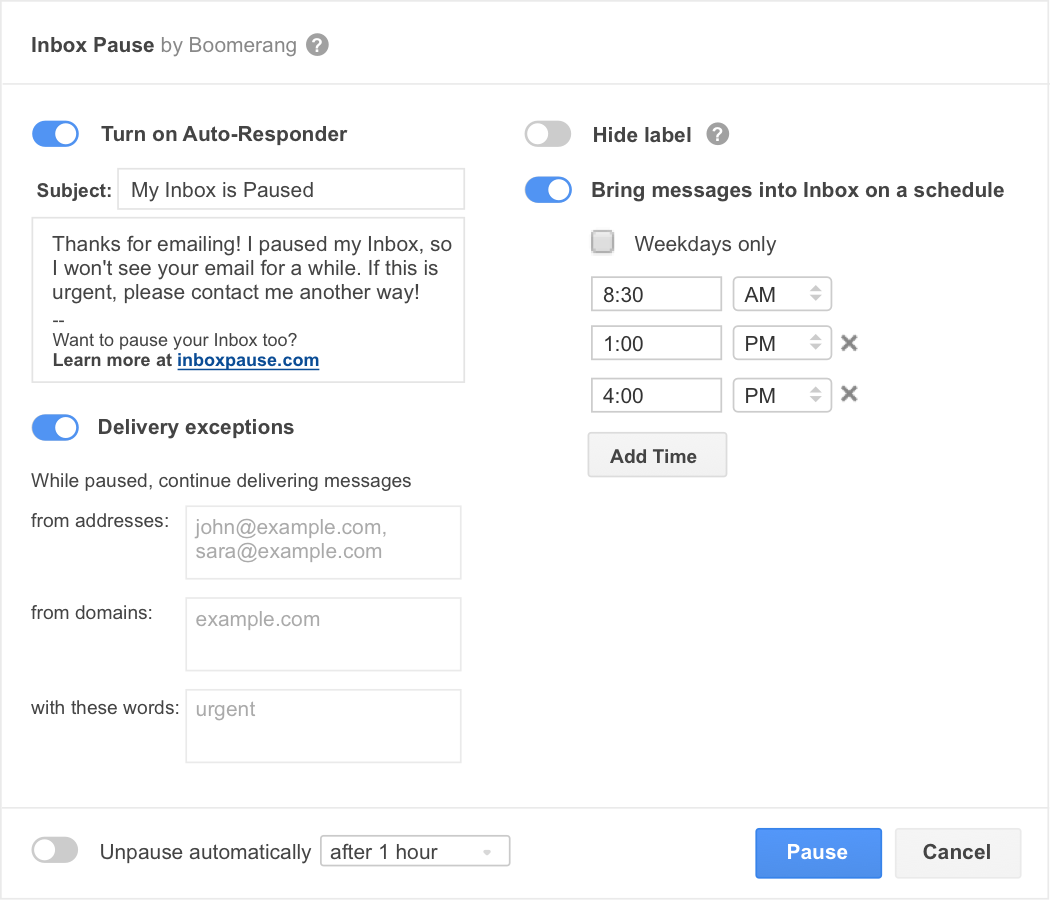 Inbox Pause by Boomerang ?
Turn on Auto-Responder
Subject: My Inbox is Paused
Thanks for emailing! I paused my Inbox, so
I won't see your email for a while. If this is
urgent, please contact me another way!
--
Want to pause your Inbox too?
Learn more at inboxpause.com
Delivery exceptions
While paused, continue delivering messages
from addresses: john@example.com,
sara@example.com
from domains: example.com
with these words: urgent
Hide label ?
Bring messages into Inbox on a schedule
Weekdays only
8:30 AM
1:00 PM
4:00 PM
Add Time
Unpause automatically after 1 hour
Pause Cancel